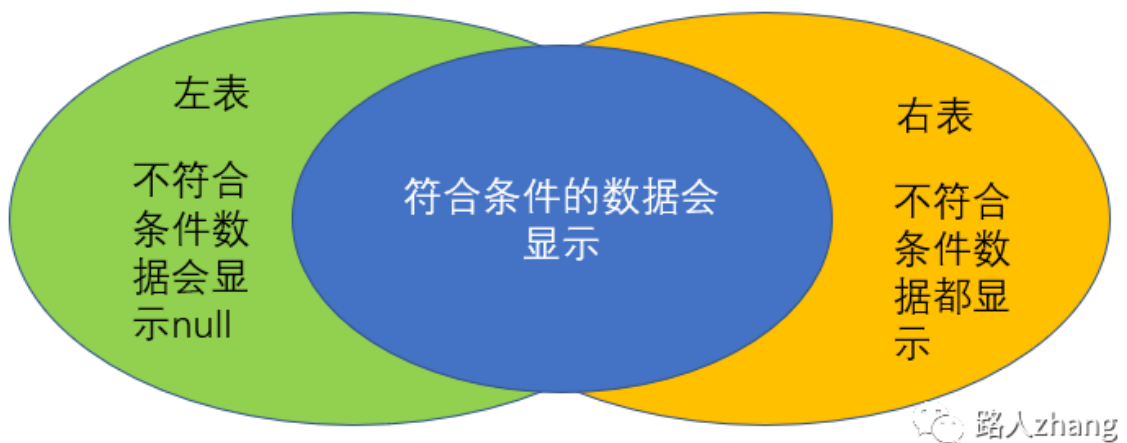 左表
不符合
条件数
据会显
示null
符合条件的数据会
显示
右表
不符合
条件数
据都显
示
路人zhang